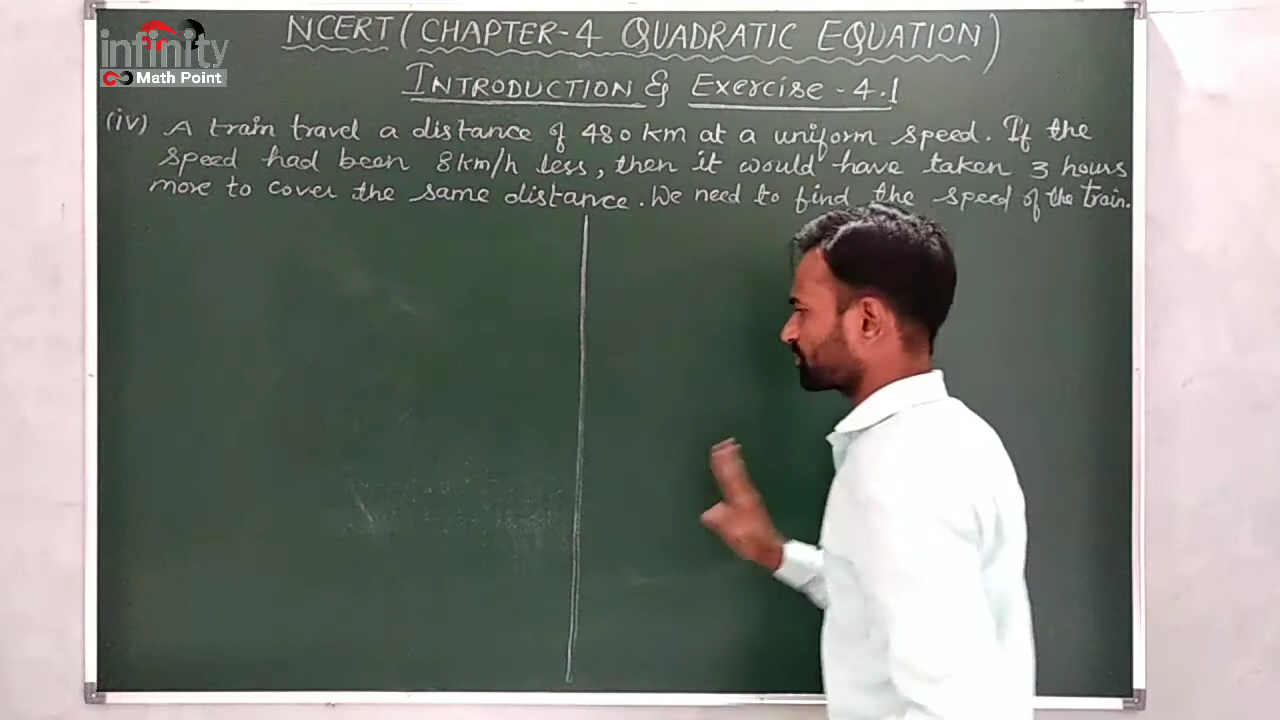 infinity
Math Point
NCERT (CHAPTER-4 QUADRATIC EQUATION)
INTRODUCTION & Exercise - 4.1
(iv) A train travel a distance of 480 km at a uniform speed. If the
speed had been 8km/h less, then it would have taken 3 hours
more to cover the same distance. We need to find the speed of the train.